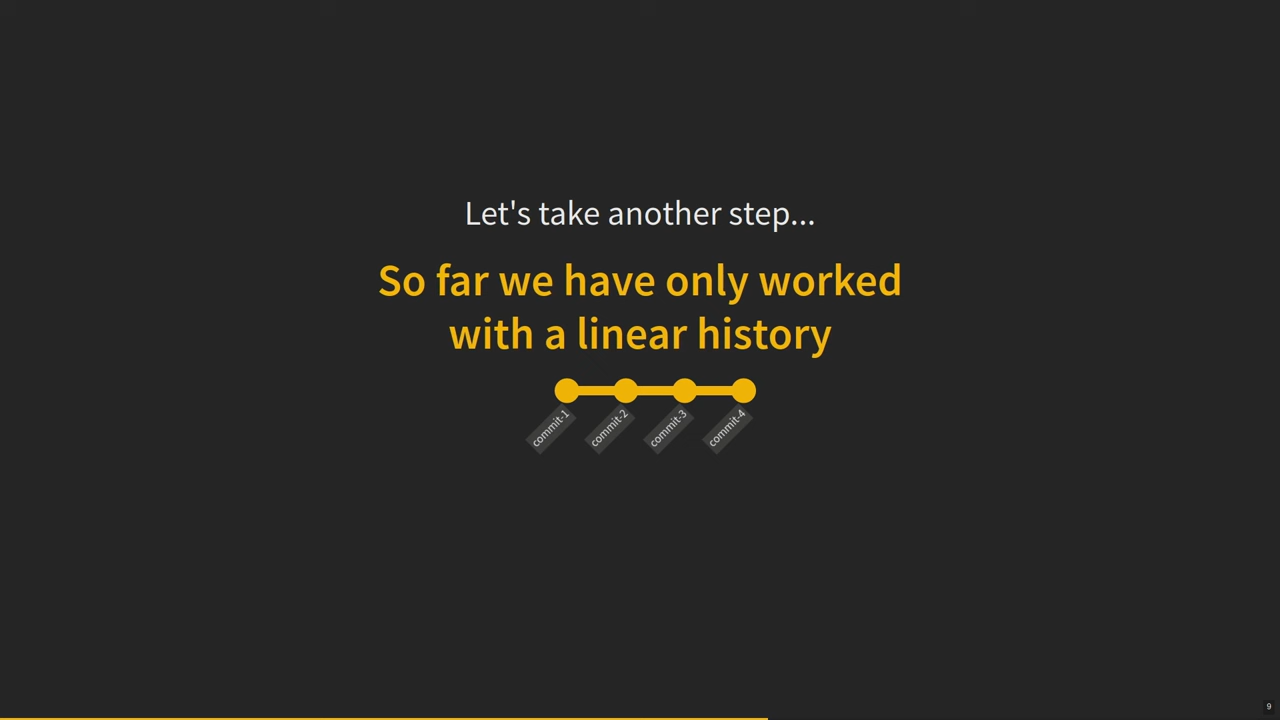 Let's take another step...
So far we have only worked
with a linear history
commit-1
commit-2
commit-3
commit-4
9